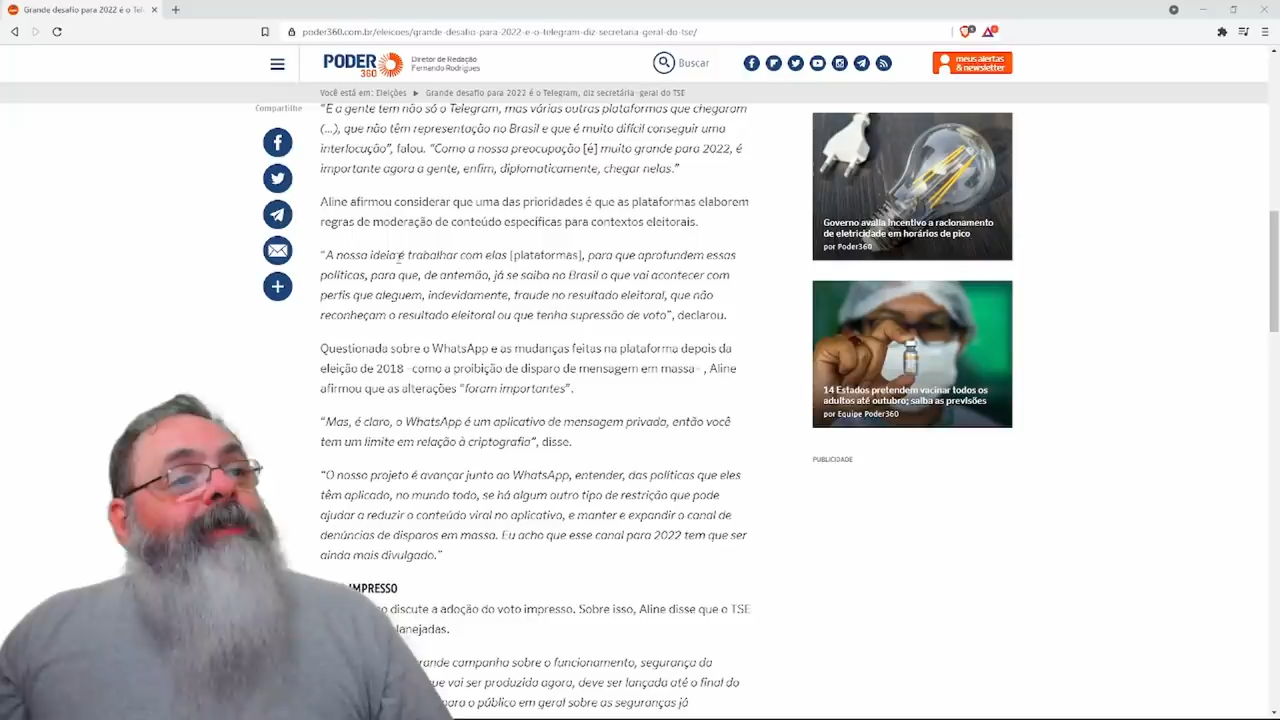 Grande desafio para 2022 é o Tel
poder360.com.br/eleicoes/grande-desafio-para-2022-e-o-telegram-diz-secretaria-geral-do-tse/
PODER
360
Diretor de Redação
Fernando Rodrigues
Buscar
meus alertas
& newsletter
Você está em: Eleições ► Grande desafio para 2022 é o Telegram, diz secretária-geral do TSE
Compartilhe
“E a gente tem não só o Telegram, mas várias outras plataformas que chegaram
(...), que não têm representação no Brasil e que é muito difícil conseguir uma
interlocução”, falou. “Como a nossa preocupação [é] muito grande para 2022, é
importante agora a gente, enfim, diplomaticamente, chegar nelas.”
Aline afirmou considerar que uma das prioridades é que as plataformas elaborem
regras de moderação de conteúdo específicas para contextos eleitorais.
“A nossa ideia é trabalhar com elas [plataformas], para que aprofundem essas
políticas, para que, de antemão, já se saiba no Brasil o que vai acontecer com
perfis que aleguem, indevidamente, fraude no resultado eleitoral, que não
reconheçam o resultado eleitoral ou que tenha supressão de voto”, declarou.
Questionada sobre o WhatsApp e as mudanças feitas na plataforma depois da
eleição de 2018 -como a proibição de disparo de mensagem em massa- , Aline
afirmou que as alterações “foram importantes”.
“Mas, é claro, o WhatsApp é um aplicativo de mensagem privada, então você
tem um limite em relação à criptografia”, disse.
“O nosso projeto é avançar junto ao WhatsApp, entender, das políticas que eles
têm aplicado, no mundo todo, se há algum outro tipo de restrição que pode
ajudar a reduzir o conteúdo viral no aplicativo, e manter e expandir o canal de
denúncias de disparos em massa. Eu acho que esse canal para 2022 tem que ser
ainda mais divulgado.”
IMPRESSO
discute a adoção do voto impresso. Sobre isso, Aline disse que o TSE
lanejadas.
rande campanha sobre o funcionamento, segurança da
que vai ser produzida agora, deve ser lançada até o final do
para o público em geral sobre as seguranças já
Governo avalia incentivo a racionamento
de eletricidade em horários de pico
por Poder360
14 Estados pretendem vacinar todos os
adultos até outubro; saiba as previsões
por Equipe Poder360
PUBLICIDADE